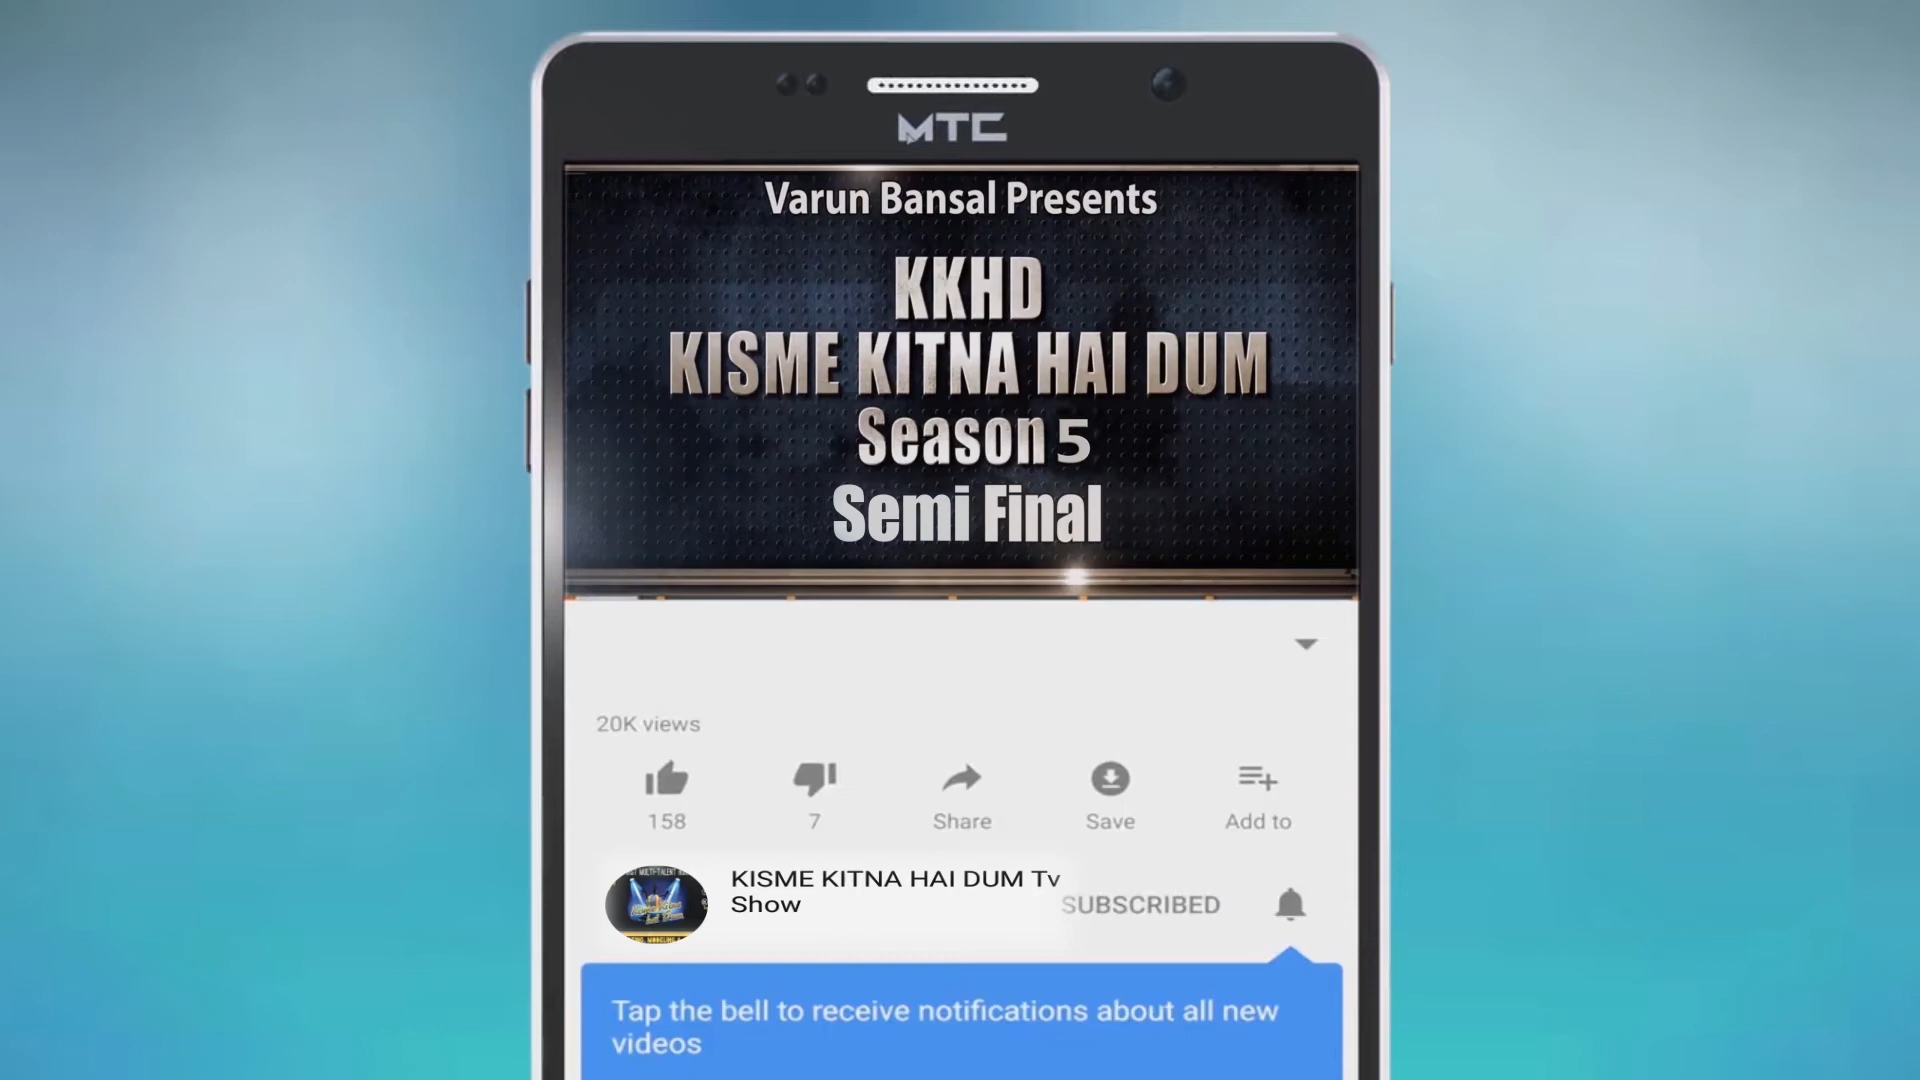 MTC
Varun Bansal Presents
KKHD
KISME KITNA HAI DUM
Season 5
Semi Final
20K views
158
7
Share
Save
Add to
KISME KITNA HAI DUM Tv
Show
SUBSCRIBED
Tap the bell to receive notifications about all new
videos